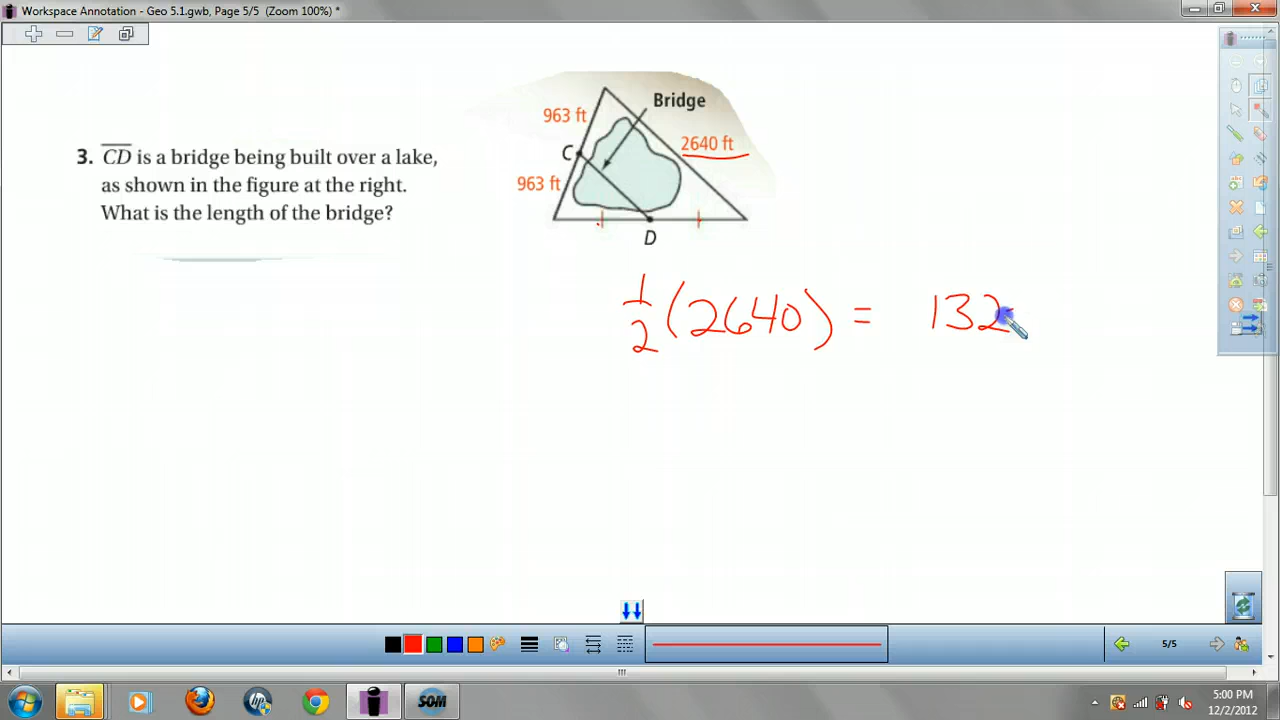 Workspace Annotation - Geo 5.1.gwb, Page 5/5 (Zoom 100%) *
963 ft
Bridge
2640 ft
C
963 ft
D
3. CD is a bridge being built over a lake,
as shown in the figure at the right.
What is the length of the bridge?
1/2 (2640) = 132
5/5
SOM
5:00 PM
12/2/2012